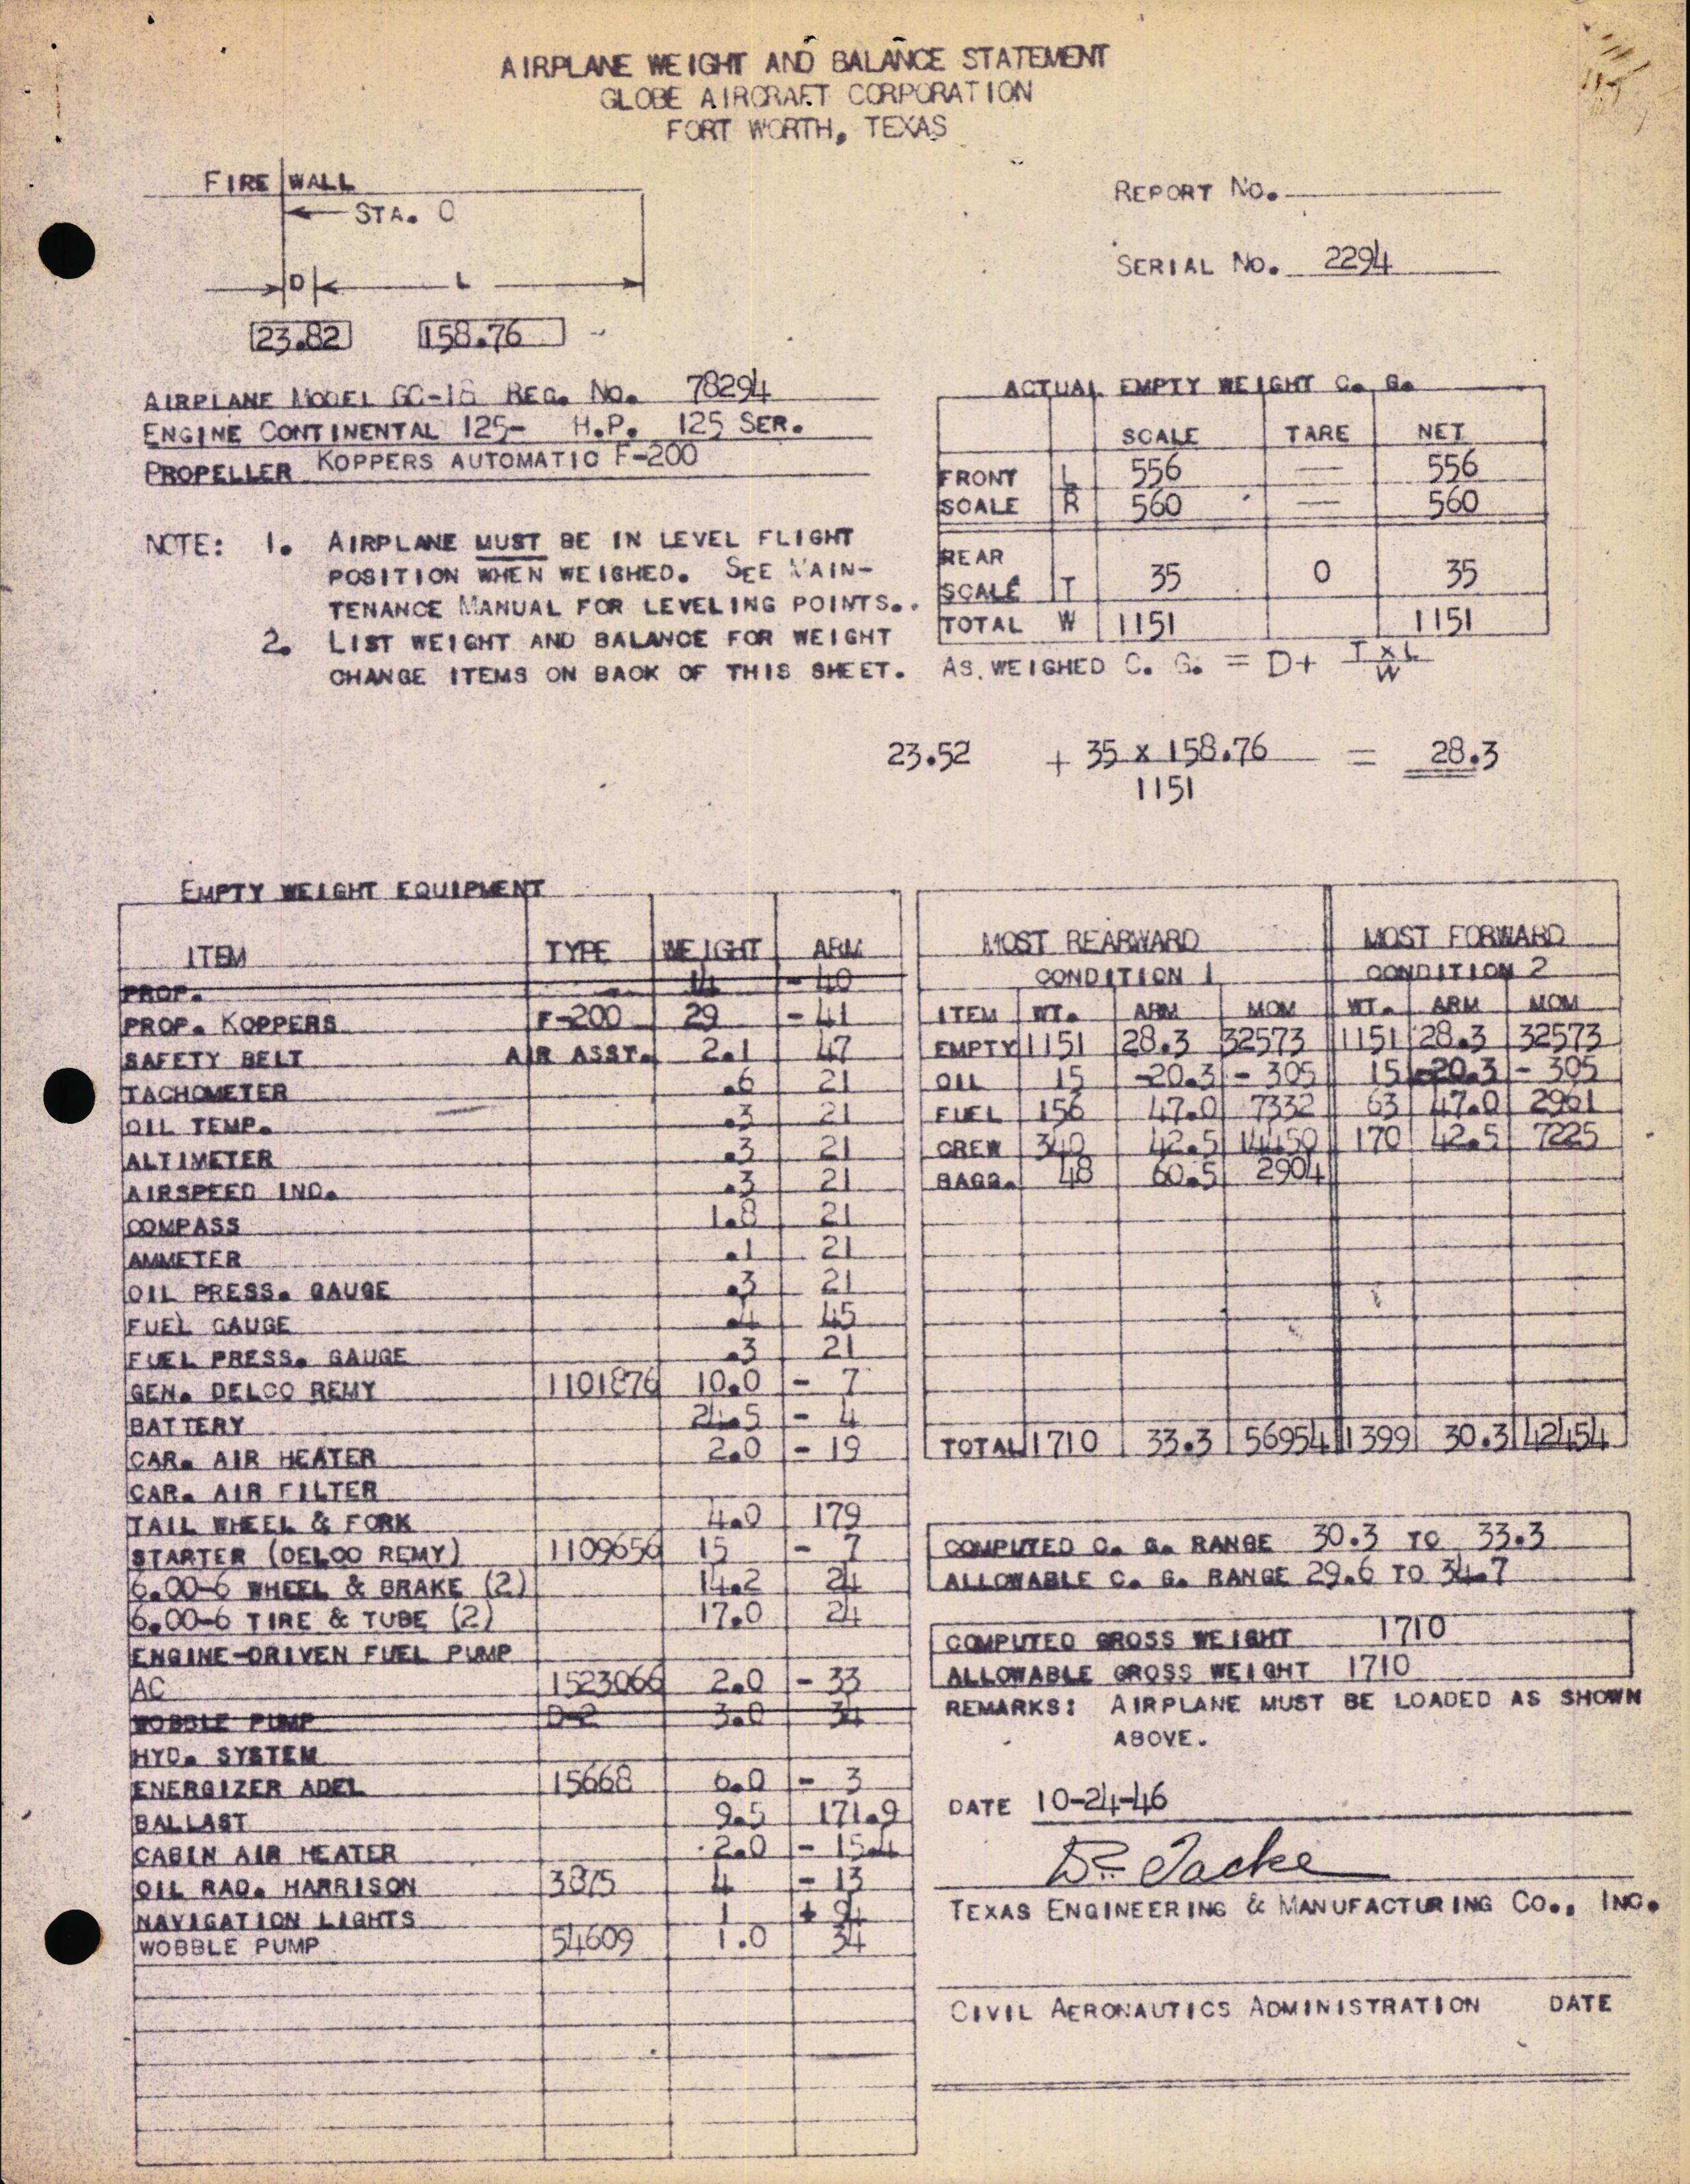 AIRPLANE WEIGHT AND BALANCE STATEMENT
GLOBE AIRCRAFT CORPORATION
FORT WORTH, TEXAS
FIRE WALL
STA. 0
D L
23.82 158.76
REPORT NO.
SERIAL NO. 2294
AIRPLANE MODEL GC-1B REG. NO. 78294
ENGINE CONTINENTAL 125- H.P. 125 SER.
PROPELLER KOPPERS AUTOMATIC F-200
NOTE: 1. AIRPLANE MUST BE IN LEVEL FLIGHT
POSITION WHEN WEIGHED. SEE MAIN-
TENANCE MANUAL FOR LEVELING POINTS..
2. LIST WEIGHT AND BALANCE FOR WEIGHT
CHANGE ITEMS ON BACK OF THIS SHEET.
ACTUAL EMPTY WEIGHT C. G.
SCALE TARE NET
FRONT L 556 — 556
SCALE R 560 — 560
REAR
SCALE T 35 0 35
TOTAL W 1151 1151
AS WEIGHED C. G. = D+ T x L
W
23.52 + 35 x 158.76 = 28.3
1151
EMPTY WEIGHT EQUIPMENT
ITEM TYPE WEIGHT ARM
PROP. 14 - 40
PROP. KOPPERS F-200 29 - 41
SAFETY BELT AIR ASST. 2.1 47
TACHOMETER .6 21
OIL TEMP. .3 21
ALTIMETER .3 21
AIRSPEED IND. .3 21
COMPASS 1.8 21
AMMETER .1 21
OIL PRESS. GAUGE .3 21
FUEL GAUGE .4 45
FUEL PRESS. GAUGE .3 21
GEN. DELCO REMY 1101876 10.0 - 7
BATTERY 24.5 - 4
CAR. AIR HEATER 2.0 - 19
CAR. AIR FILTER
TAIL WHEEL & FORK 4.0 179
STARTER (DELCO REMY) 1109656 15 - 7
6.00-6 WHEEL & BRAKE (2) 14.2 24
6.00-6 TIRE & TUBE (2) 17.0 24
ENGINE-DRIVEN FUEL PUMP
AC 1523066 2.0 - 33
WOBBLE PUMP D-2 3.0 34
HYD. SYSTEM
ENERGIZER ADEL 15668 6.0 - 3
BALLAST 9.5 171.9
CABIN AIR HEATER 2.0 - 15.4
OIL RAD. HARRISON 3875 4 - 13
NAVIGATION LIGHTS 1 + 94
WOBBLE PUMP 54609 1.0 34
MOST REARWARD MOST FORWARD
CONDITION 1 CONDITION 2
ITEM WT. ARM MOM WT. ARM MOM
EMPTY 1151 28.3 32573 1151 28.3 32573
OIL 15 -20.3 - 305 15 -20.3 - 305
FUEL 156 47.0 7332 63 47.0 2961
CREW 340 42.5 14450 170 42.5 7225
BAGG. 48 60.5 2904
TOTAL 1710 33.3 56954 1399 30.3 42454
COMPUTED C. G. RANGE 30.3 TO 33.3
ALLOWABLE C. G. RANGE 29.6 TO 34.7
COMPUTED GROSS WEIGHT 1710
ALLOWABLE GROSS WEIGHT 1710
REMARKS: AIRPLANE MUST BE LOADED AS SHOWN
ABOVE.
DATE 10-24-46
TEXAS ENGINEERING & MANUFACTURING CO., INC.
CIVIL AERONAUTICS ADMINISTRATION DATE